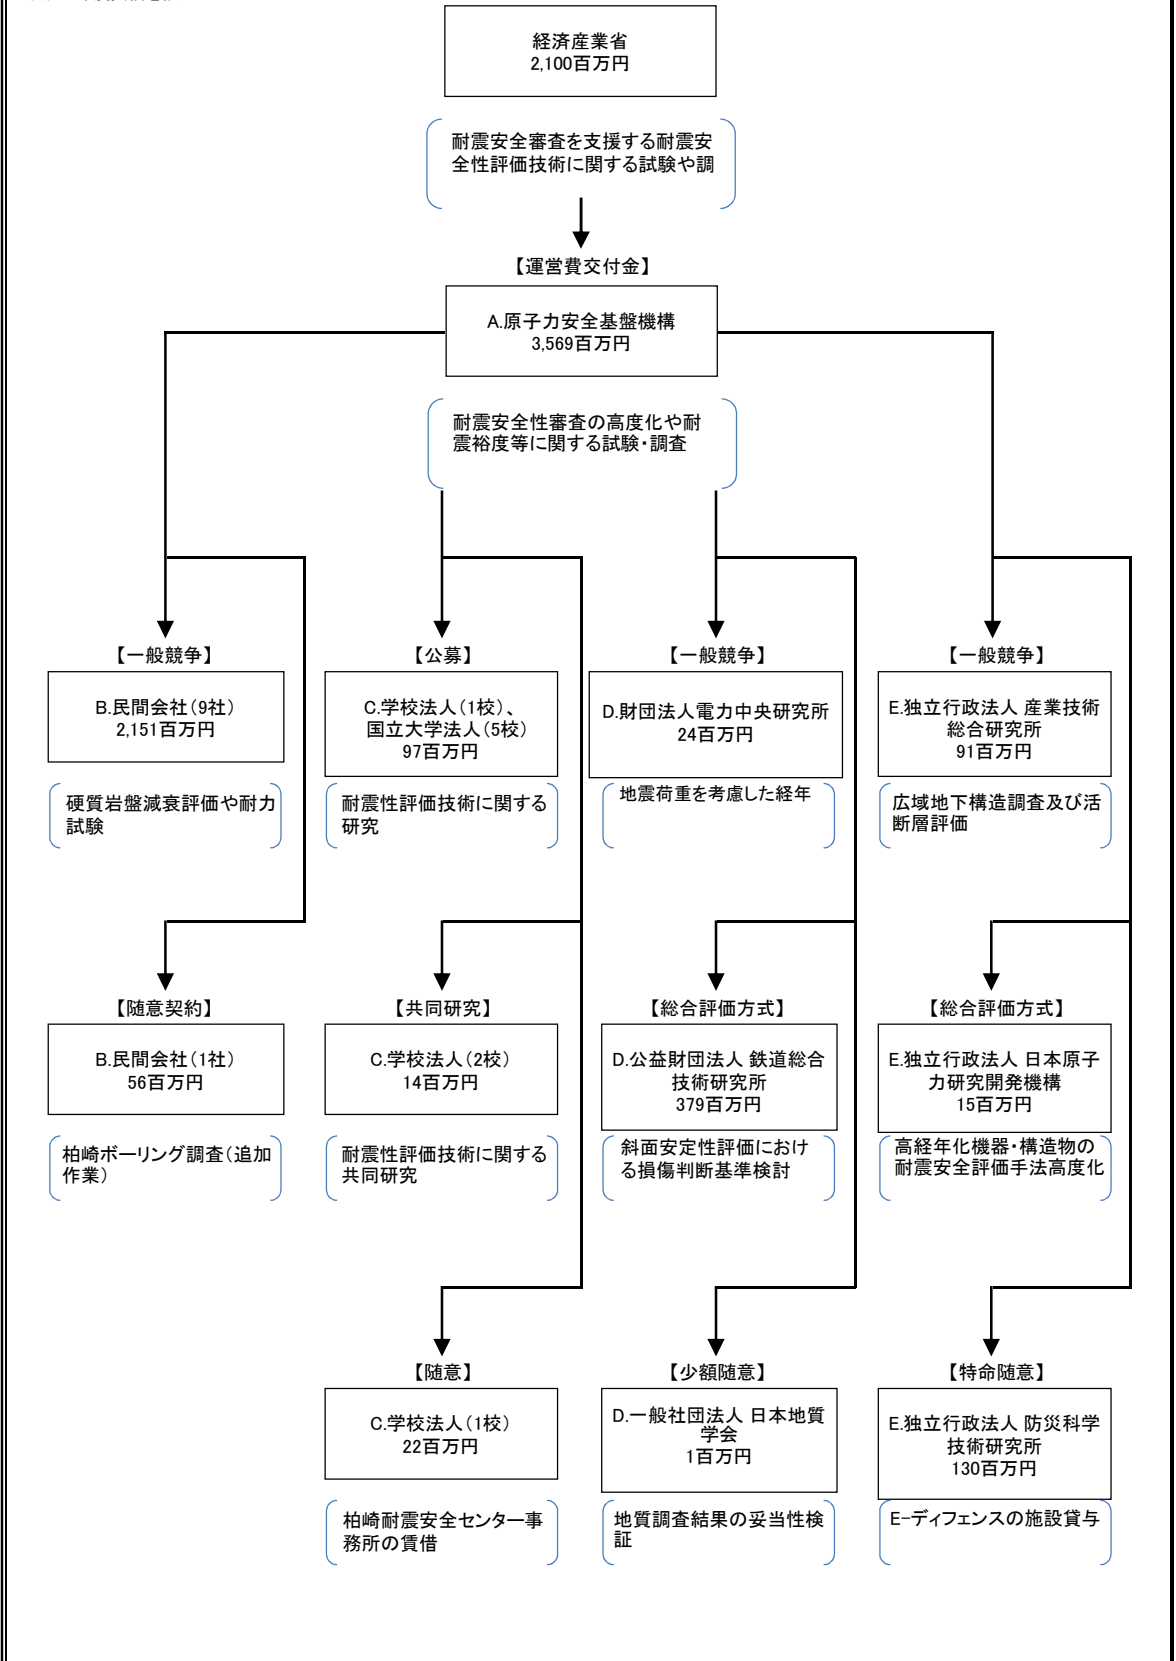 経済産業省
2,100百万円
耐震安全審査を支援する耐震安
全性評価技術に関する試験や調
【運営費交付金】
A.原子力安全基盤機構
3,569百万円
耐震安全性審査の高度化や耐
震裕度等に関する試験・調査
【一般競争】
B.民間会社（9社）
2,151百万円
硬質岩盤減衰評価や耐力
試験
【公募】
C.学校法人（1校）、
国立大学法人（5校）
97百万円
耐震性評価技術に関する
研究
【一般競争】
D.財団法人電力中央研究所
24百万円
地震荷重を考慮した経年
【一般競争】
E.独立行政法人 産業技術
総合研究所
91百万円
広域地下構造調査及び活
断層評価
【随意契約】
B.民間会社（1社）
56百万円
柏崎ボーリング調査（追加
作業）
【共同研究】
C.学校法人（2校）
14百万円
耐震性評価技術に関する
共同研究
【総合評価方式】
D.公益財団法人 鉄道総合
技術研究所
379百万円
斜面安定性評価におけ
る損傷判断基準検討
【総合評価方式】
E.独立行政法人 日本原子
力研究開発機構
15百万円
高経年化機器・構造物の
耐震安全評価手法高度化
【随意】
C.学校法人（1校）
22百万円
柏崎耐震安全センター事
務所の賃借
【少額随意】
D.一般社団法人 日本地質
学会
1百万円
地質調査結果の妥当性検
証
【特命随意】
E.独立行政法人 防災科学
技術研究所
130百万円
E-ディフェンスの施設貸与